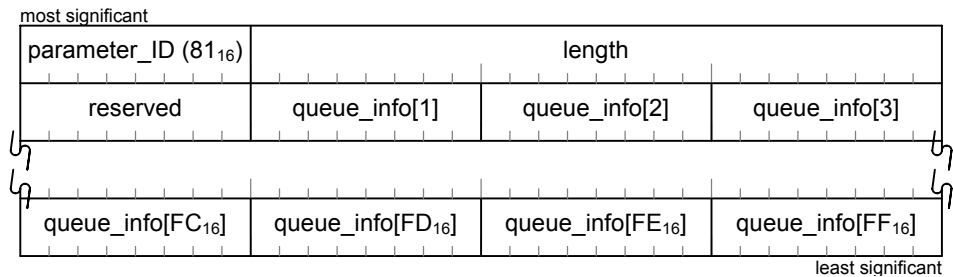 most significant
parameter_ID (81₁₆) length
reserved queue_info[1] queue_info[2] queue_info[3]
queue_info[FC₁₆] queue_info[FD₁₆] queue_info[FE₁₆] queue_info[FF₁₆]
least significant